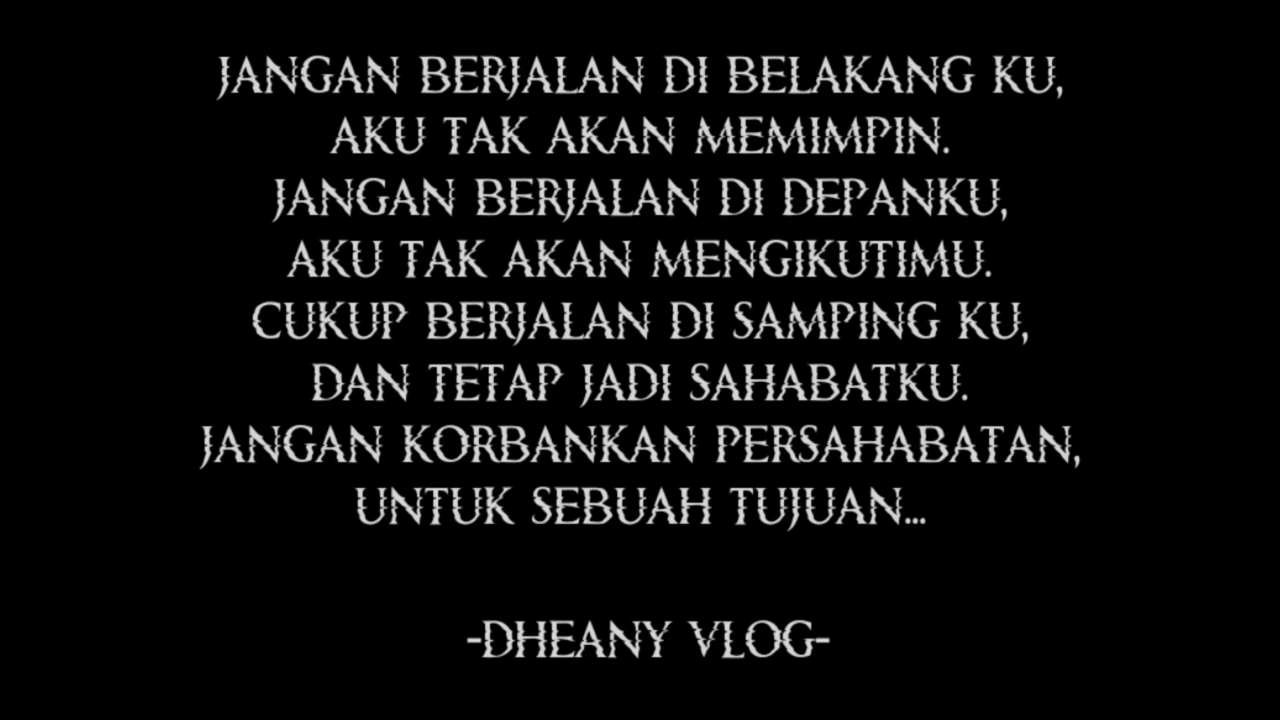 JANGAN BERJALAN DI BELAKANG KU,
AKU TAK AKAN MEMIMPIN.
JANGAN BERJALAN DI DEPANKU,
AKU TAK AKAN MENGIKUTIMU.
CUKUP BERJALAN DI SAMPING KU,
DAN TETAP JADI SAHABATKU.
JANGAN KORBANKAN PERSAHABATAN,
UNTUK SEBUAH TUJUAN...
-DHEANY VLOG-